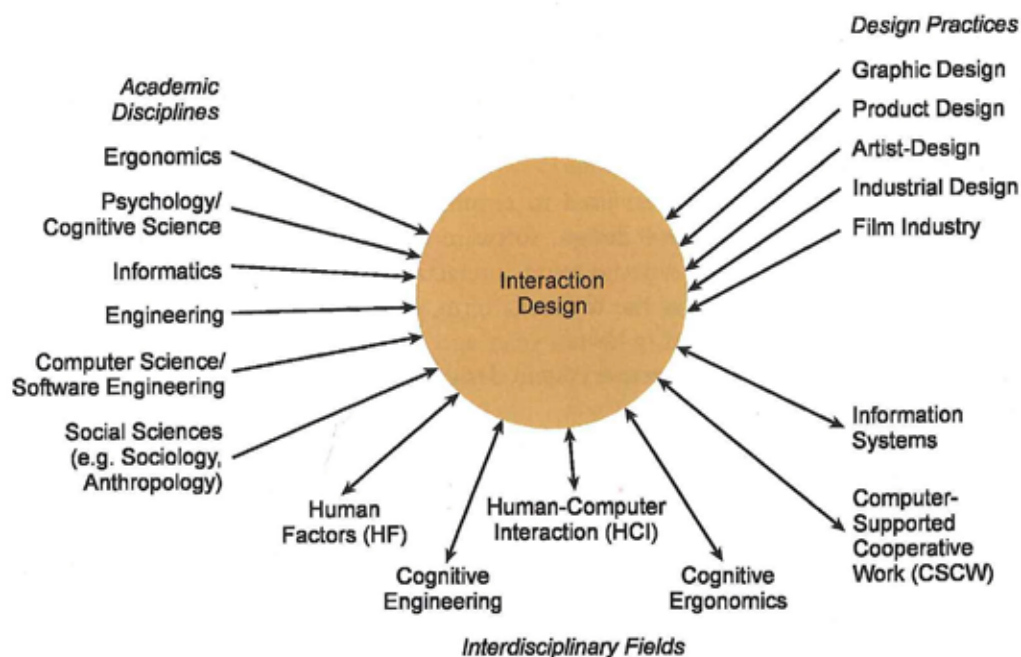 Academic
Disciplines
Ergonomics
Psychology/
Cognitive Science
Informatics
Engineering
Computer Science/
Software Engineering
Social Sciences
(e.g. Sociology,
Anthropology)
Design Practices
Graphic Design
Product Design
Artist-Design
Industrial Design
Film Industry
Interaction
Design
Information
Systems
Computer-
Supported
Cooperative
Work (CSCW)
Human
Factors (HF)
Cognitive
Engineering
Human-Computer
Interaction (HCI)
Cognitive
Ergonomics
Interdisciplinary Fields